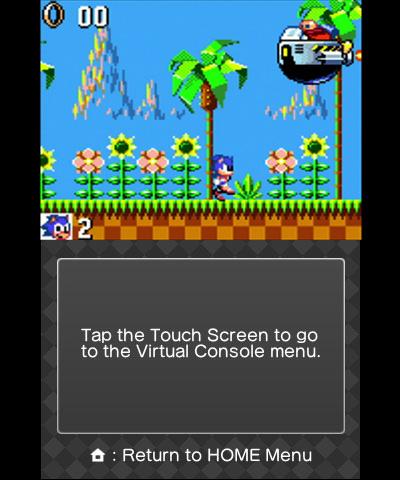 00
2
Tap the Touch Screen to go
to the Virtual Console menu.
: Return to HOME Menu